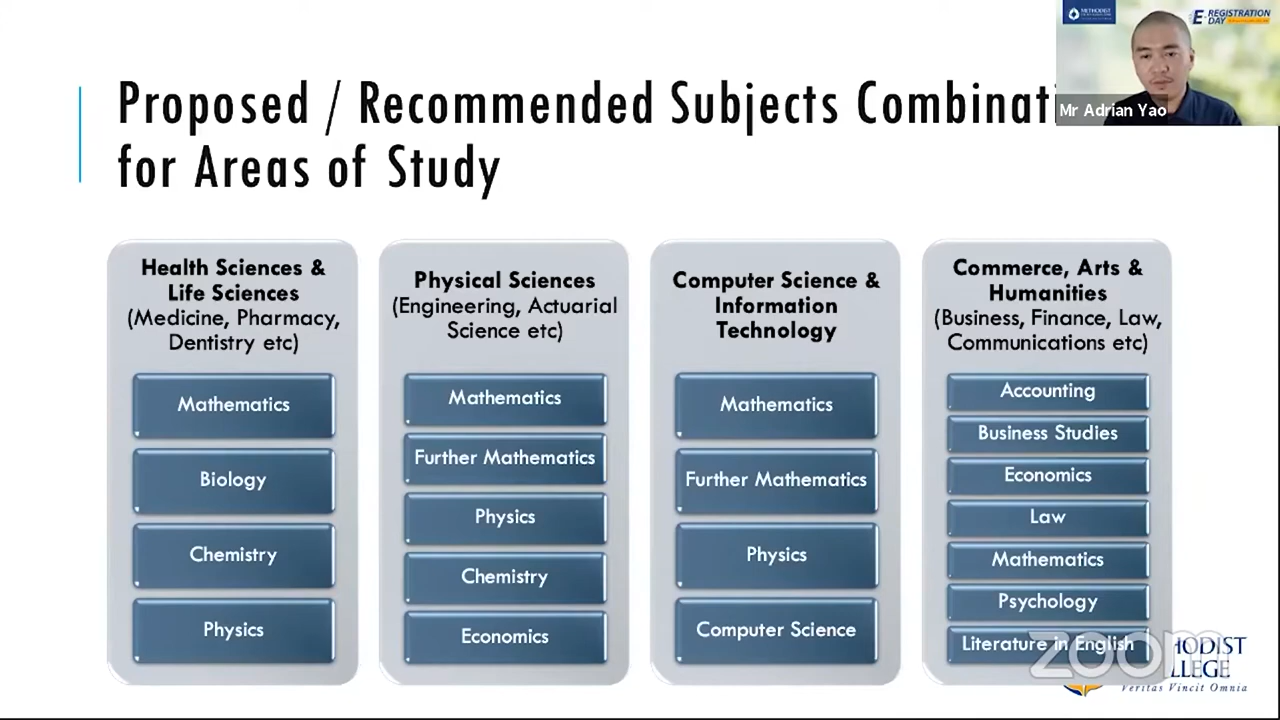 METHODIST
E-REGISTRATION
DAY
Mr Adrian Yao
Proposed / Recommended Subjects Combinati
for Areas of Study
Health Sciences &
Life Sciences
(Medicine, Pharmacy,
Dentistry etc)
Mathematics
Biology
Chemistry
Physics
Physical Sciences
(Engineering, Actuarial
Science etc)
Mathematics
Further Mathematics
Physics
Chemistry
Economics
Computer Science &
Information
Technology
Mathematics
Further Mathematics
Physics
Computer Science
Commerce, Arts &
Humanities
(Business, Finance, Law,
Communications etc)
Accounting
Business Studies
Economics
Law
Mathematics
Psychology
Literature in English
zoom
HODIST
LLEGE
Veritas Vincit Omnia